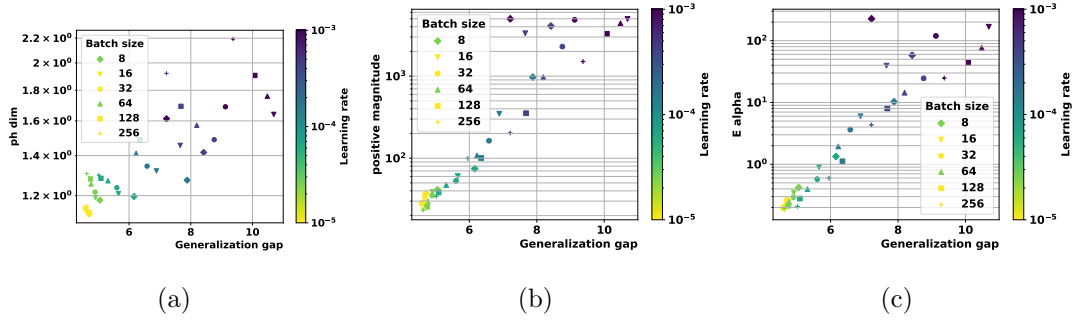 2.2 × 10⁰
2 × 10⁰
1.8 × 10⁰
1.6 × 10⁰
1.4 × 10⁰
1.2 × 10⁰
ph dim
Batch size
8
16
32
64
128
256
6
8
10
Generalization gap
10⁻³
10⁻⁴
10⁻⁵
Learning rate
(a)
10³
10²
positive magnitude
Batch size
8
16
32
64
128
256
5
6
7
8
9
10
Generalization gap
10⁻³
10⁻⁴
10⁻⁵
Learning rate
(b)
10²
10¹
10⁰
E alpha
Batch size
8
16
32
64
128
256
6
8
10
Generalization gap
10⁻³
10⁻⁴
10⁻⁵
Learning rate
(c)